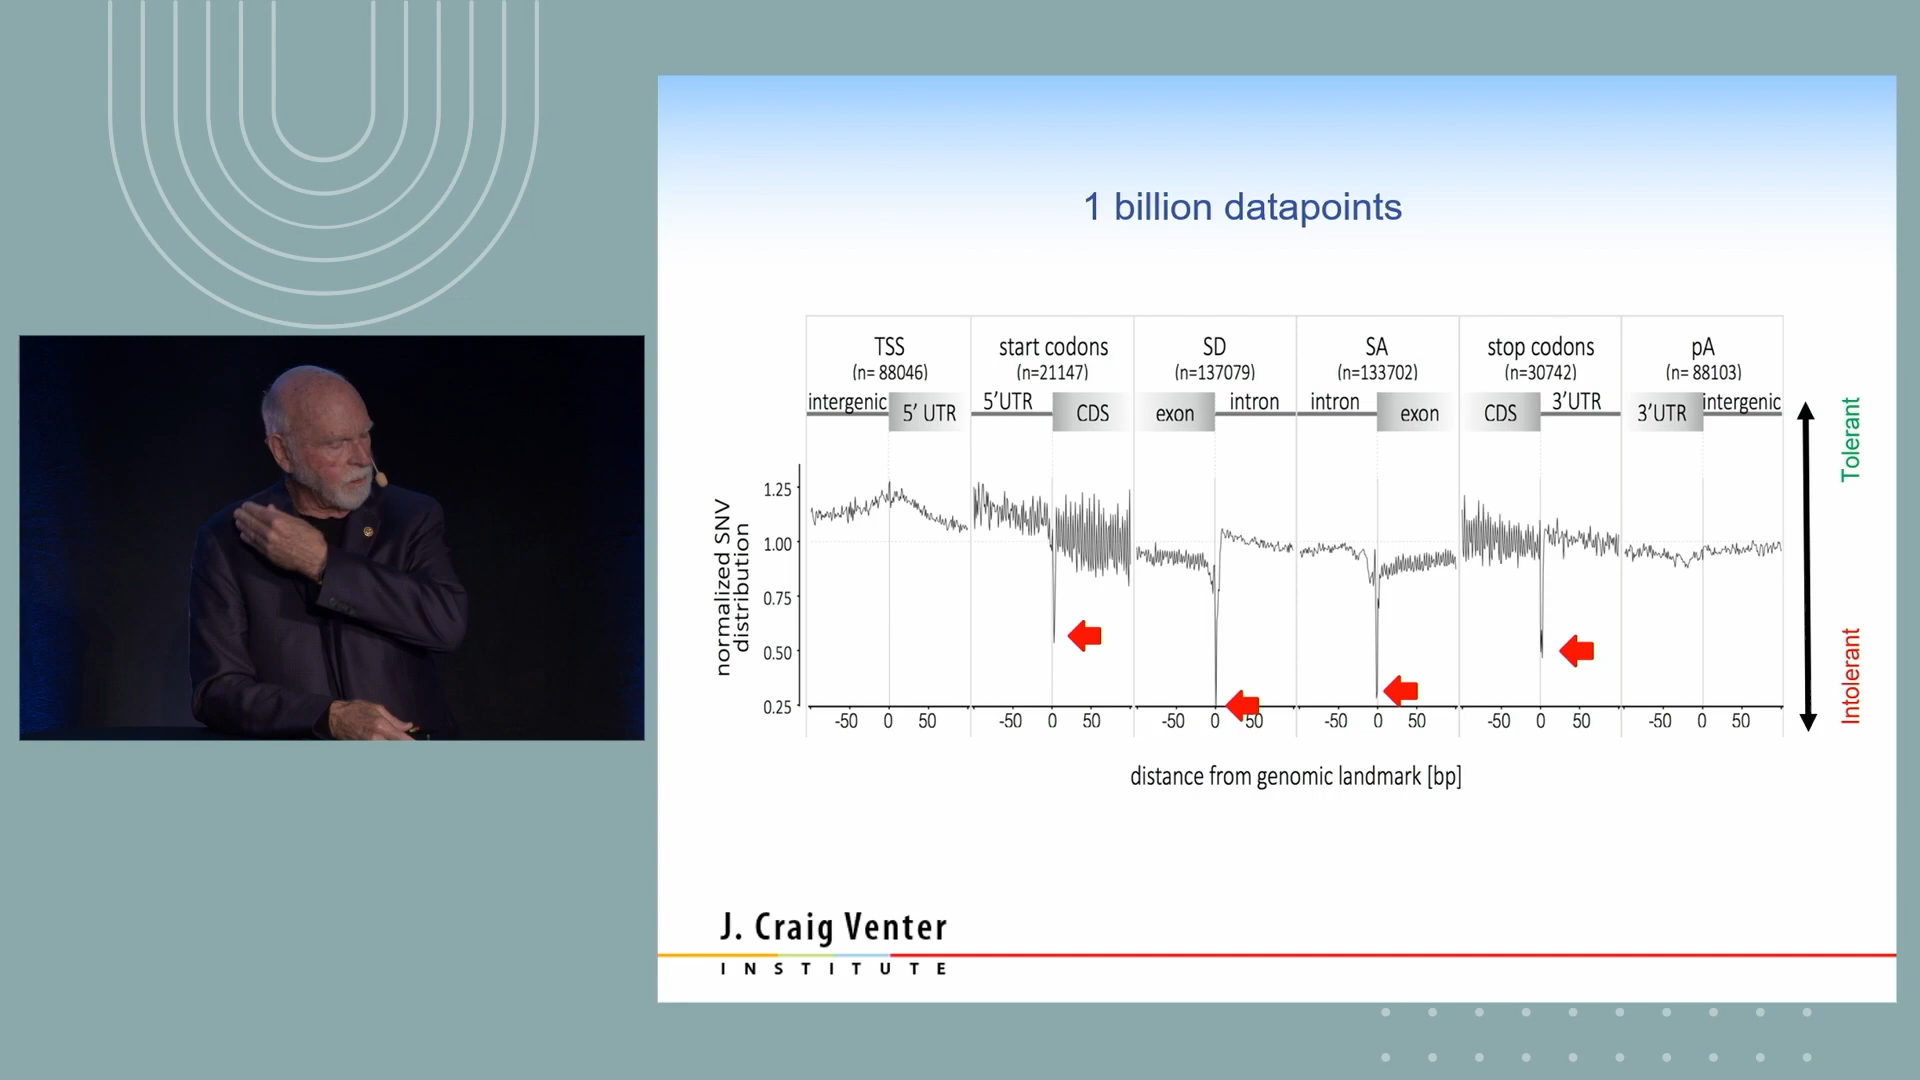 1 billion datapoints
TSS
(n= 88046)
start codons
(n=21147)
SD
(n=137079)
SA
(n=133702)
stop codons
(n=30742)
pA
(n= 88103)
intergenic
5’ UTR
5’UTR
CDS
exon
intron
intron
exon
CDS
3’UTR
3’UTR
intergenic
Tolerant
Intolerant
normalized SNV
distribution
1.25
1.00
0.75
0.50
0.25
-50 0 50
-50 0 50
-50 0 50
-50 0 50
-50 0 50
-50 0 50
distance from genomic landmark [bp]
J. Craig Venter
INSTITUTE